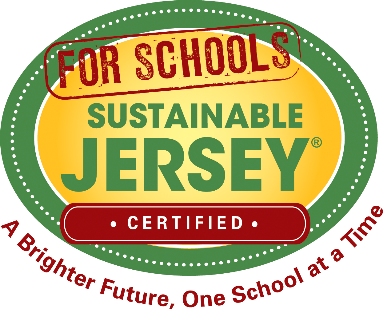 FOR SCHOOLS
SUSTAINABLE
JERSEY®
• CERTIFIED •
A Brighter Future, One School at a Time